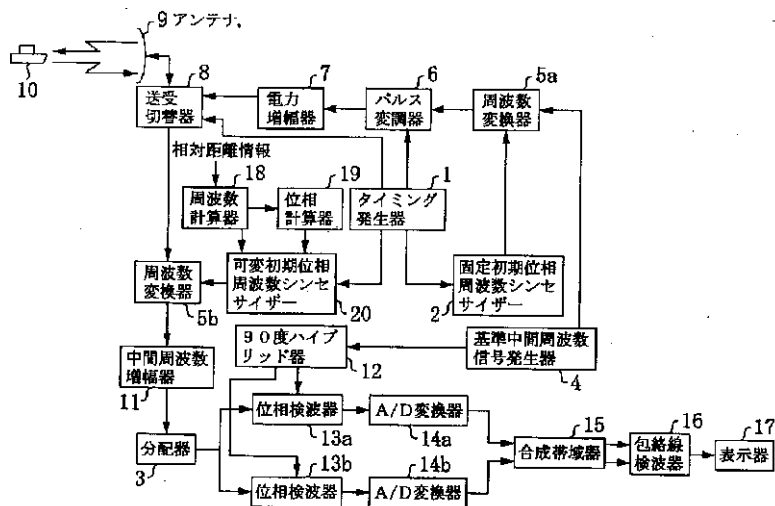 9 アンテナ
10
8
送受
切替器
7
電力
増幅器
6
パルス
変調器
5a
周波数
変換器
相対距離情報
18
周波数
計算器
19
位相
計算器
1
タイミング
発生器
周波数
変換器
5b
可変初期位相
周波数シンセ
サイザー
20
固定初期位相
周波数シンセ
サイザー
2
中間周波数
増幅器
11
90度ハイブ
リッド器
12
基準中間周波数
信号発生器
4
分配器
3
位相検波器
13a
A/D変換器
14a
位相検波器
13b
A/D変換器
14b
合成帯域器
15
包絡線
検波器
16
表示器
17